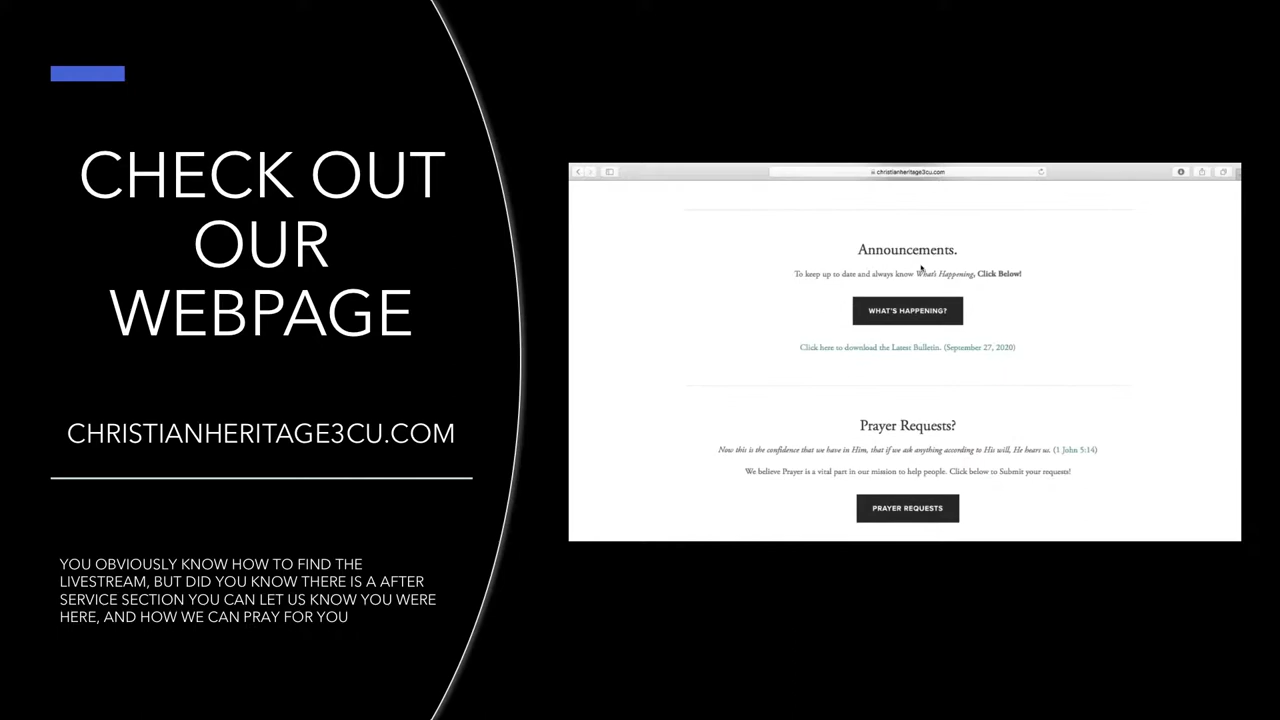 CHECK OUT
OUR
WEBPAGE
CHRISTIANHERITAGE3CU.COM
YOU OBVIOUSLY KNOW HOW TO FIND THE
LIVESTREAM, BUT DID YOU KNOW THERE IS A AFTER
SERVICE SECTION YOU CAN LET US KNOW YOU WERE
HERE, AND HOW WE CAN PRAY FOR YOU
christianheritage3cu.com
Announcements.
To keep up to date and always know What's Happening, Click Below!
WHAT'S HAPPENING?
Click here to download the Latest Bulletin. (September 27, 2020)
Prayer Requests?
Now this is the confidence that we have in Him, that if we ask anything according to His will, He hears us. (1 John 5:14)
We believe Prayer is a vital part in our mission to help people. Click below to Submit your requests!
PRAYER REQUESTS